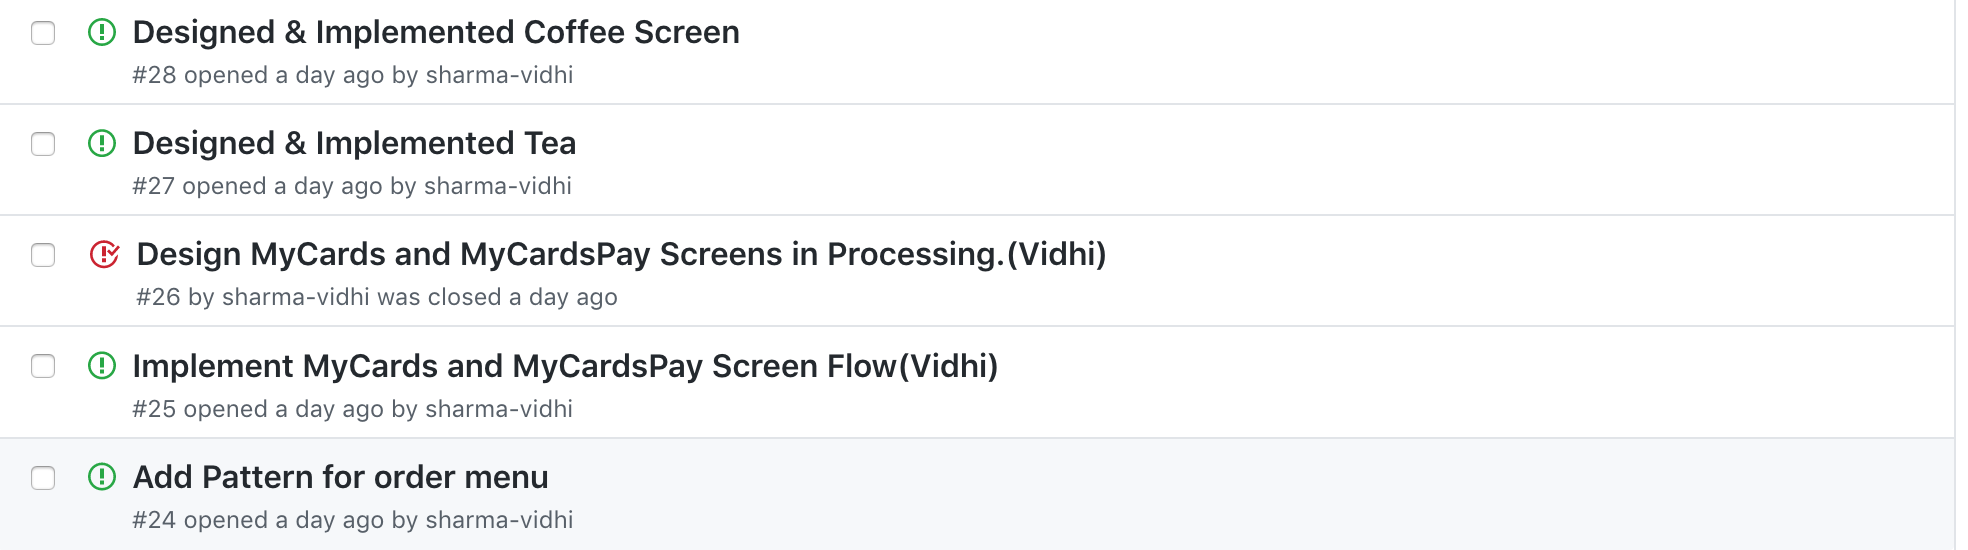 Designed & Implemented Coffee Screen
#28 opened a day ago by sharma-vidhi
Designed & Implemented Tea
#27 opened a day ago by sharma-vidhi
Design MyCards and MyCardsPay Screens in Processing.(Vidhi)
#26 by sharma-vidhi was closed a day ago
Implement MyCards and MyCardsPay Screen Flow(Vidhi)
#25 opened a day ago by sharma-vidhi
Add Pattern for order menu
#24 opened a day ago by sharma-vidhi